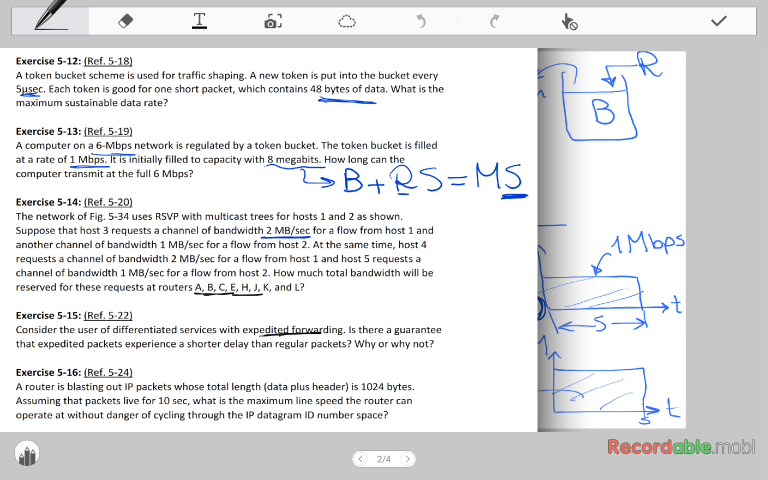 T
Exercise 5-12: (Ref. 5-18)
A token bucket scheme is used for traffic shaping. A new token is put into the bucket every
5μsec. Each token is good for one short packet, which contains 48 bytes of data. What is the
maximum sustainable data rate?
R
B
Exercise 5-13: (Ref. 5-19)
A computer on a 6-Mbps network is regulated by a token bucket. The token bucket is filled
at a rate of 1 Mbps. It is initially filled to capacity with 8 megabits. How long can the
computer transmit at the full 6 Mbps?
B + R S = M S
Exercise 5-14: (Ref. 5-20)
The network of Fig. 5-34 uses RSVP with multicast trees for hosts 1 and 2 as shown.
Suppose that host 3 requests a channel of bandwidth 2 MB/sec for a flow from host 1 and
another channel of bandwidth 1 MB/sec for a flow from host 2. At the same time, host 4
requests a channel of bandwidth 2 MB/sec for a flow from host 1 and host 5 requests a
channel of bandwidth 1 MB/sec for a flow from host 2. How much total bandwidth will be
reserved for these requests at routers A, B, C, E, H, J, K, and L?
1 Mbps
t
S
Exercise 5-15: (Ref. 5-22)
Consider the user of differentiated services with expedited forwarding. Is there a guarantee
that expedited packets experience a shorter delay than regular packets? Why or why not?
Exercise 5-16: (Ref. 5-24)
A router is blasting out IP packets whose total length (data plus header) is 1024 bytes.
Assuming that packets live for 10 sec, what is the maximum line speed the router can
operate at without danger of cycling through the IP datagram ID number space?
t
S
2/4
Recordable.mobi